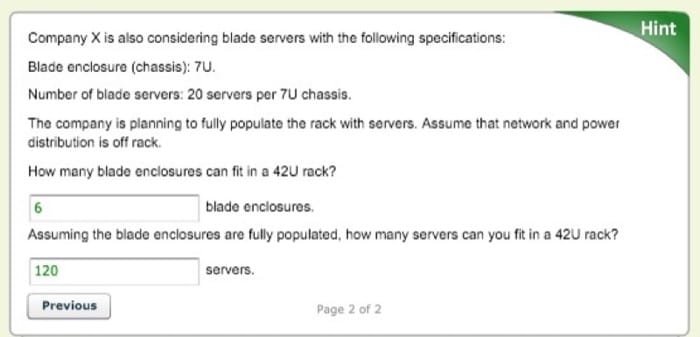 Hint
Company X is also considering blade servers with the following specifications:
Blade enclosure (chassis): 7U.
Number of blade servers: 20 servers per 7U chassis.
The company is planning to fully populate the rack with servers. Assume that network and power
distribution is off rack.
How many blade enclosures can fit in a 42U rack?
6 blade enclosures.
Assuming the blade enclosures are fully populated, how many servers can you fit in a 42U rack?
120 servers.
Previous Page 2 of 2